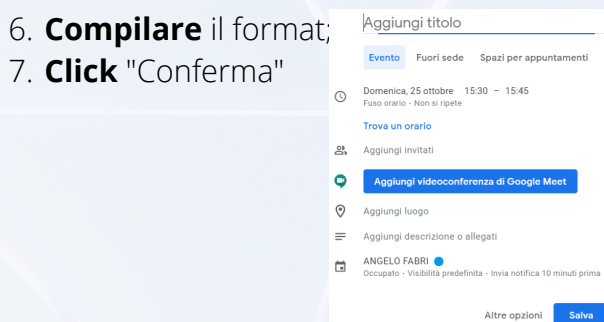 6. Compilare il format;
7. Click "Conferma"
Aggiungi titolo
Evento Fuori sede Spazi per appuntamenti
Domenica, 25 ottobre 15:30 – 15:45
Fuso orario - Non si ripete
Trova un orario
Aggiungi invitati
Aggiungi videoconferenza di Google Meet
Aggiungi luogo
Aggiungi descrizione o allegati
ANGELO FABRI
Occupato - Visibilità predefinita - Invia notifica 10 minuti prima
Altre opzioni Salva